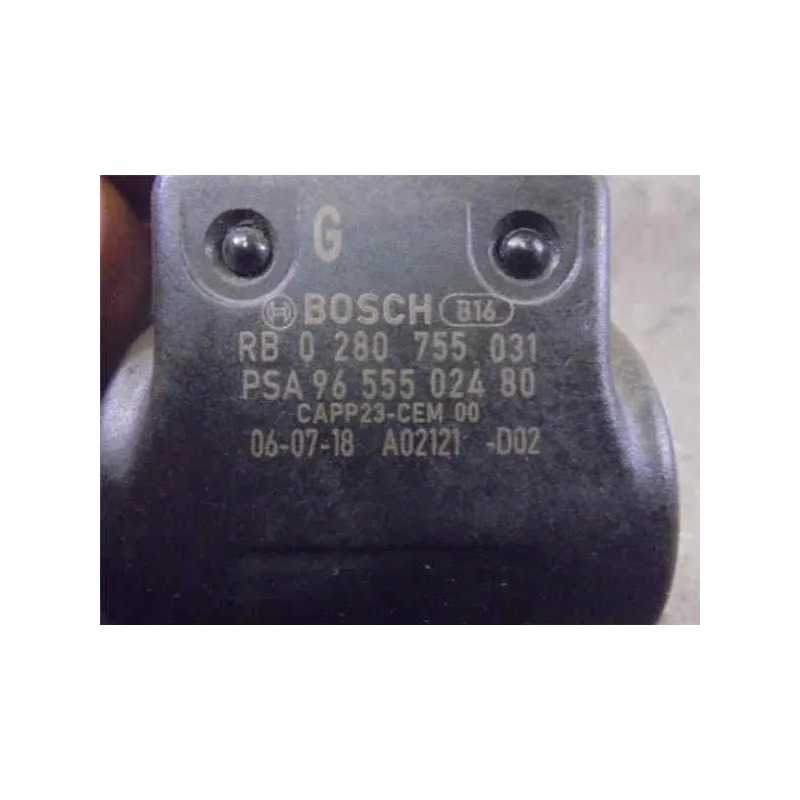 G
BOSCH B16
RB 0 280 755 031
PSA 96 555 024 80
CAPP23-CEM 00
06-07-18 A02121 -D02